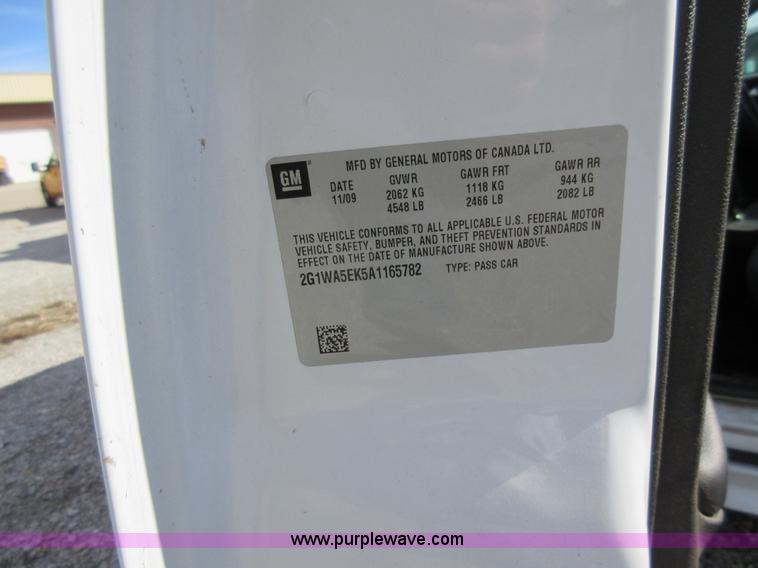 GM
MFD BY GENERAL MOTORS OF CANADA LTD.
DATE GVWR GAWR FRT GAWR RR
11/09 2062 KG 1118 KG 944 KG
4548 LB 2466 LB 2082 LB
THIS VEHICLE CONFORMS TO ALL APPLICABLE U.S. FEDERAL MOTOR
VEHICLE SAFETY, BUMPER, AND THEFT PREVENTION STANDARDS IN
EFFECT ON THE DATE OF MANUFACTURE SHOWN ABOVE.
2G1WA5EK5A1165782 TYPE: PASS CAR
www.purplewave.com